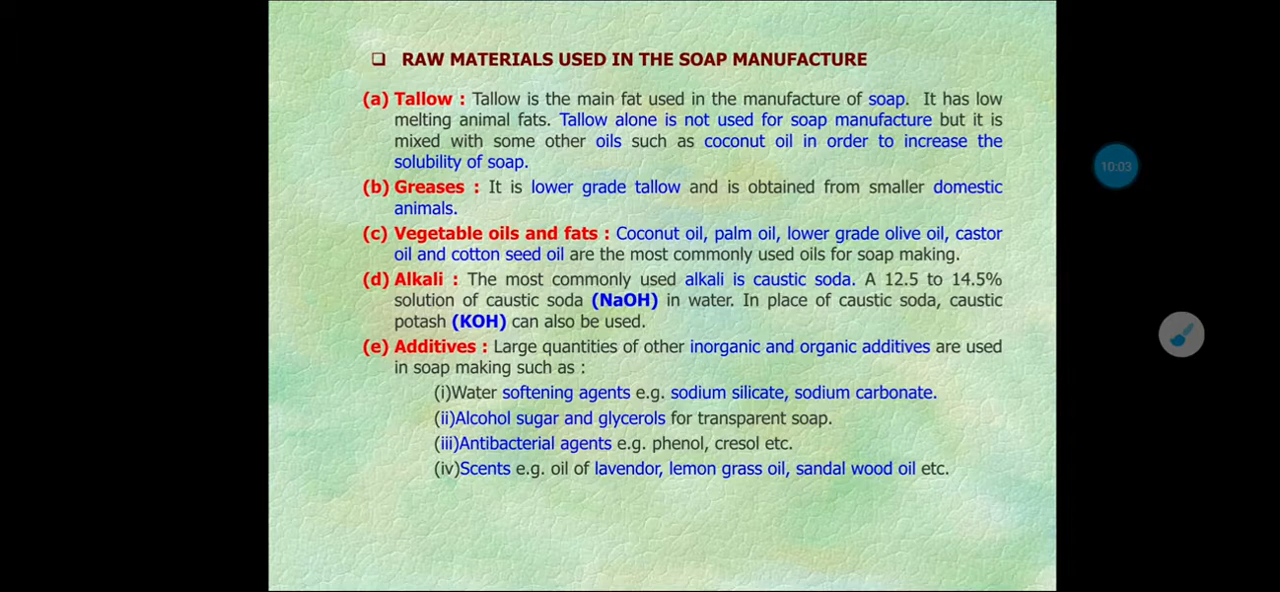 ❑ RAW MATERIALS USED IN THE SOAP MANUFACTURE
(a) Tallow : Tallow is the main fat used in the manufacture of soap. It has low
melting animal fats. Tallow alone is not used for soap manufacture but it is
mixed with some other oils such as coconut oil in order to increase the
solubility of soap.
(b) Greases : It is lower grade tallow and is obtained from smaller domestic
animals.
(c) Vegetable oils and fats : Coconut oil, palm oil, lower grade olive oil, castor
oil and cotton seed oil are the most commonly used oils for soap making.
(d) Alkali : The most commonly used alkali is caustic soda. A 12.5 to 14.5%
solution of caustic soda (NaOH) in water. In place of caustic soda, caustic
potash (KOH) can also be used.
(e) Additives : Large quantities of other inorganic and organic additives are used
in soap making such as :
(i)Water softening agents e.g. sodium silicate, sodium carbonate.
(ii)Alcohol sugar and glycerols for transparent soap.
(iii)Antibacterial agents e.g. phenol, cresol etc.
(iv)Scents e.g. oil of lavendor, lemon grass oil, sandal wood oil etc.
10:03